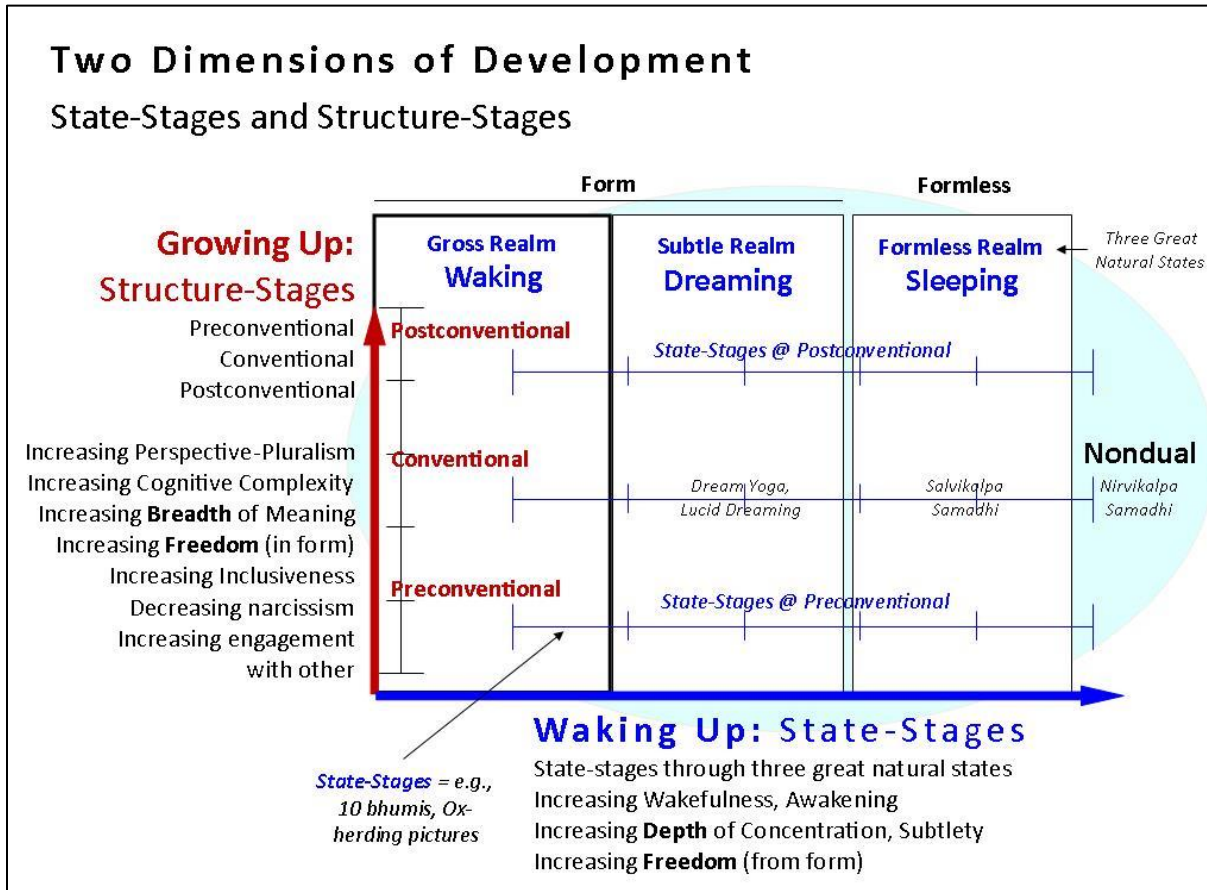 Two Dimensions of Development
State-Stages and Structure-Stages
Form
Formless
Growing Up:
Structure-Stages
Preconventional
Conventional
Postconventional
Increasing Perspective-Pluralism
Increasing Cognitive Complexity
Increasing Breadth of Meaning
Increasing Freedom (in form)
Increasing Inclusiveness
Decreasing narcissism
Increasing engagement
with other
Gross Realm
Waking
Subtle Realm
Dreaming
Formless Realm
Sleeping
Three Great
Natural States
Postconventional
State-Stages @ Postconventional
Conventional
Dream Yoga,
Lucid Dreaming
Salvikalpa
Samadhi
Nondual
Nirvikalpa
Samadhi
Preconventional
State-Stages @ Preconventional
State-Stages = e.g.,
10 bhumis, Ox-
herding pictures
Waking Up: State-Stages
State-stages through three great natural states
Increasing Wakefulness, Awakening
Increasing Depth of Concentration, Subtlety
Increasing Freedom (from form)